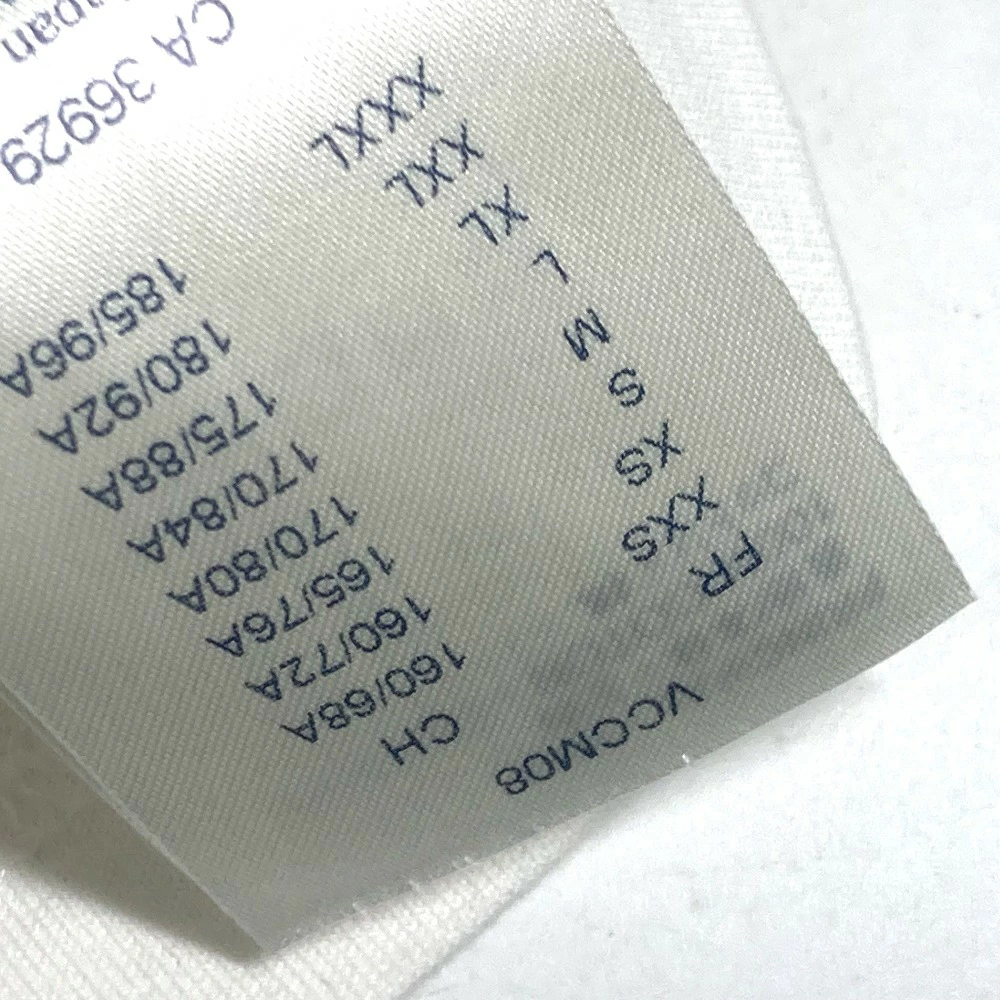 VCCM08
FR CH
XXS 160/68A
XS 160/72A
S 165/76A
M 170/80A
L 170/84A
XL 175/88A
XXL 180/92A
XXXL 185/96A
CA 36929